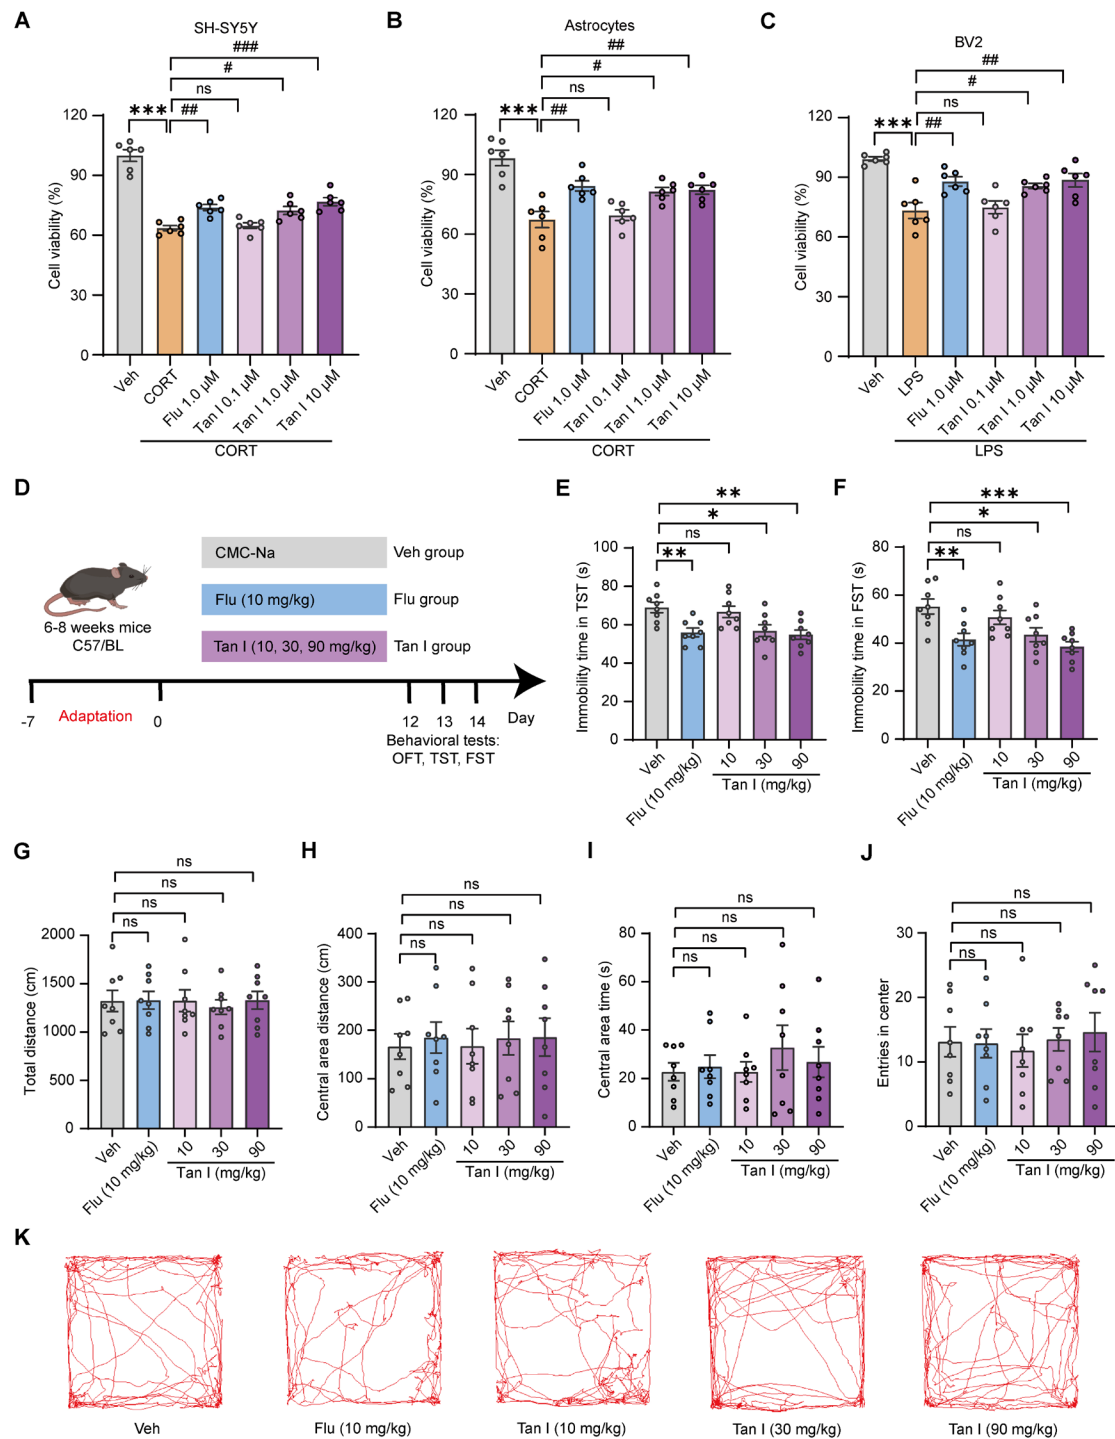 A
SH-SY5Y
###
#
ns
*** ##
Cell viability (%)
120
90
60
30
0
Veh
CORT
Flu 1.0 μM
Tan I 0.1 μM
Tan I 1.0 μM
Tan I 10 μM
CORT
B
Astrocytes
##
#
ns
*** ##
Cell viability (%)
120
90
60
30
0
Veh
CORT
Flu 1.0 μM
Tan I 0.1 μM
Tan I 1.0 μM
Tan I 10 μM
CORT
C
BV2
##
#
ns
*** ##
Cell viability (%)
120
90
60
30
0
Veh
LPS
Flu 1.0 μM
Tan I 0.1 μM
Tan I 1.0 μM
Tan I 10 μM
LPS
D
6-8 weeks mice
C57/BL
CMC-Na Veh group
Flu (10 mg/kg) Flu group
Tan I (10, 30, 90 mg/kg) Tan I group
-7 Adaptation 0 12 13 14 Day
Behavioral tests:
OFT, TST, FST
E
**
*
ns
**
Immobility time in TST (s)
100
80
60
40
20
0
Veh
Flu (10 mg/kg)
10
30
90
Tan I (mg/kg)
F
***
*
ns
**
Immobility time in FST (s)
80
60
40
20
0
Veh
Flu (10 mg/kg)
10
30
90
Tan I (mg/kg)
G
ns
ns
ns
ns
Total distance (cm)
2000
1500
1000
500
0
Veh
Flu (10 mg/kg)
10
30
90
Tan I (mg/kg)
H
ns
ns
ns
ns
Central area distance (cm)
400
300
200
100
0
Veh
Flu (10 mg/kg)
10
30
90
Tan I (mg/kg)
I
ns
ns
ns
ns
Central area time (s)
80
60
40
20
0
Veh
Flu (10 mg/kg)
10
30
90
Tan I (mg/kg)
J
ns
ns
ns
ns
Entries in center
30
20
10
0
Veh
Flu (10 mg/kg)
10
30
90
Tan I (mg/kg)
K
Veh
Flu (10 mg/kg)
Tan I (10 mg/kg)
Tan I (30 mg/kg)
Tan I (90 mg/kg)